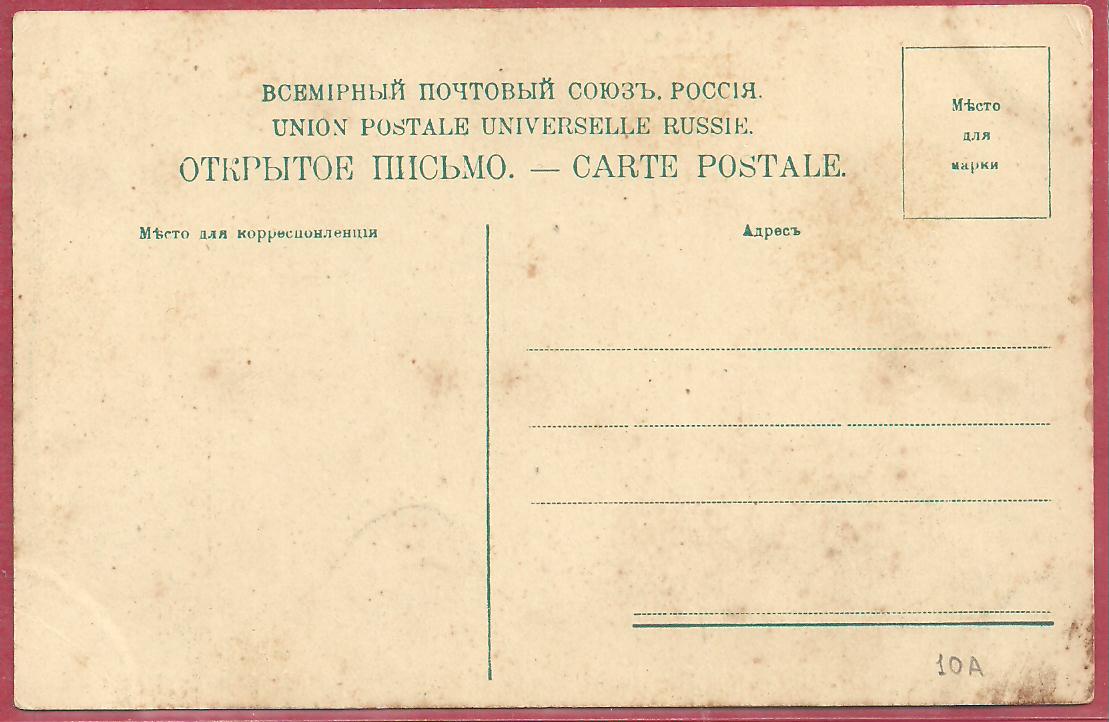 ВСЕМІРНЫЙ ПОЧТОВЫЙ СОЮЗЪ. РОССІЯ.
UNION POSTALE UNIVERSELLE RUSSIE.
ОТКРЫТОЕ ПИСЬМО. — CARTE POSTALE.
Мѣсто
для
марки
Мѣсто для корреспонденціи
Адресъ
10A